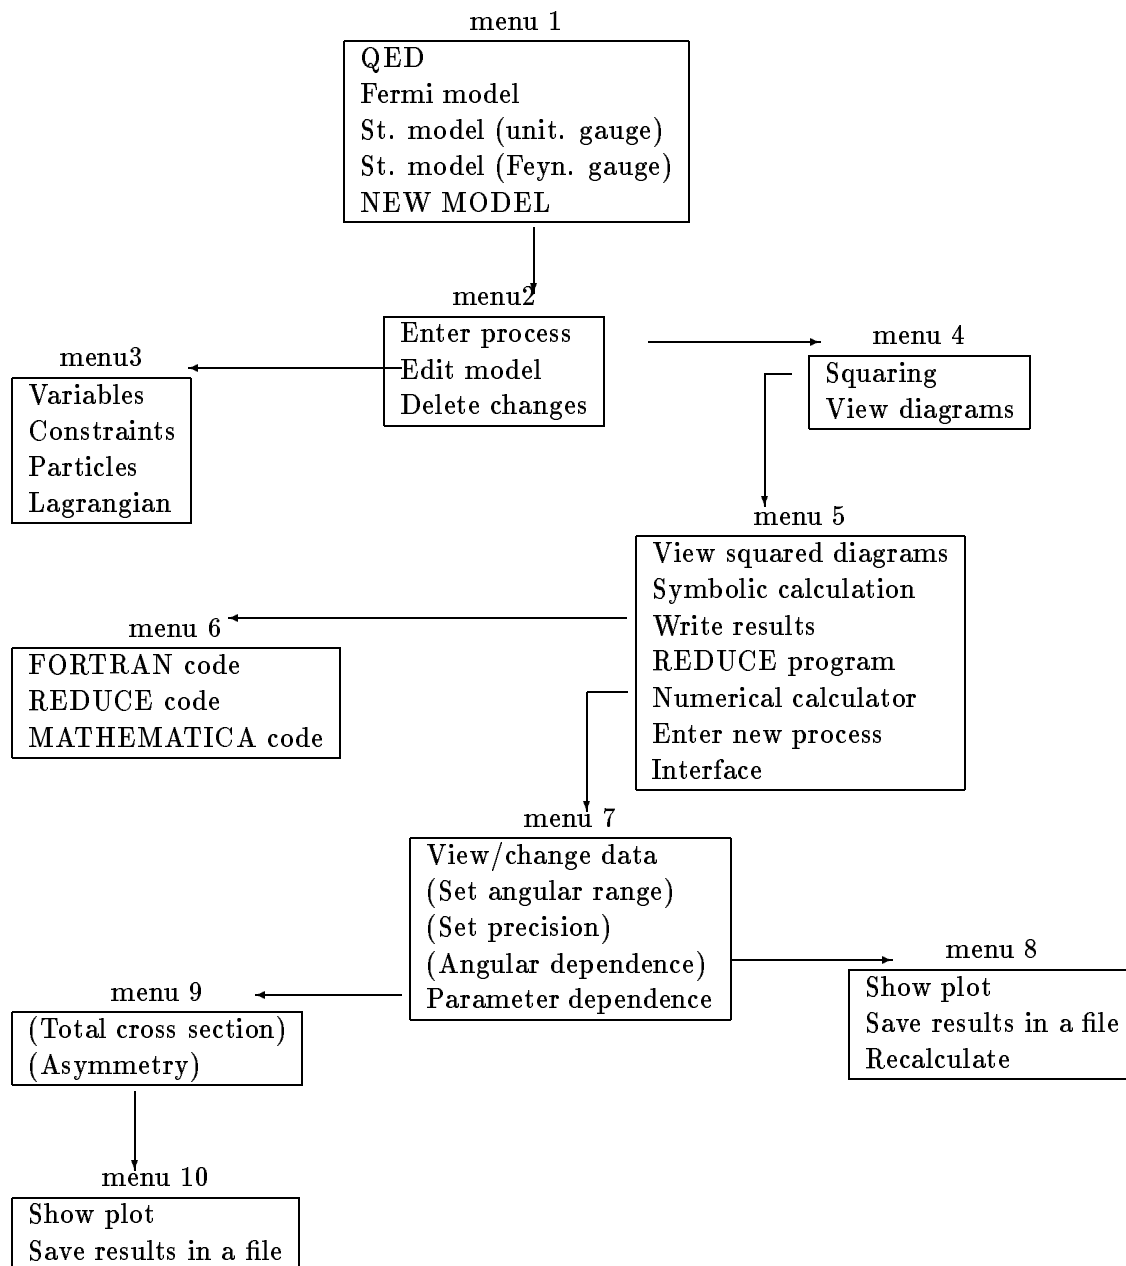 menu 1
QED
Fermi model
St. model (unit. gauge)
St. model (Feyn. gauge)
NEW MODEL
menu2
Enter process
Edit model
Delete changes
menu3
Variables
Constraints
Particles
Lagrangian
menu 4
Squaring
View diagrams
menu 5
View squared diagrams
Symbolic calculation
Write results
REDUCE program
Numerical calculator
Enter new process
Interface
menu 6
FORTRAN code
REDUCE code
MATHEMATICA code
menu 7
View/change data
(Set angular range)
(Set precision)
(Angular dependence)
Parameter dependence
menu 8
Show plot
Save results in a file
Recalculate
menu 9
(Total cross section)
(Asymmetry)
menu 10
Show plot
Save results in a file